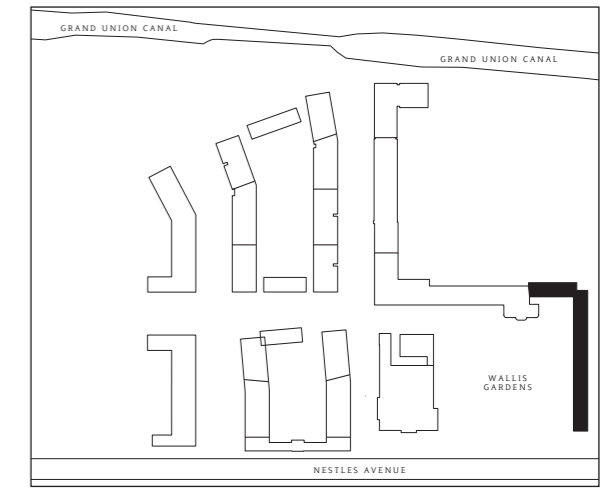 GRAND UNION CANAL
GRAND UNION CANAL
WALLIS
GARDENS
NESTLES AVENUE